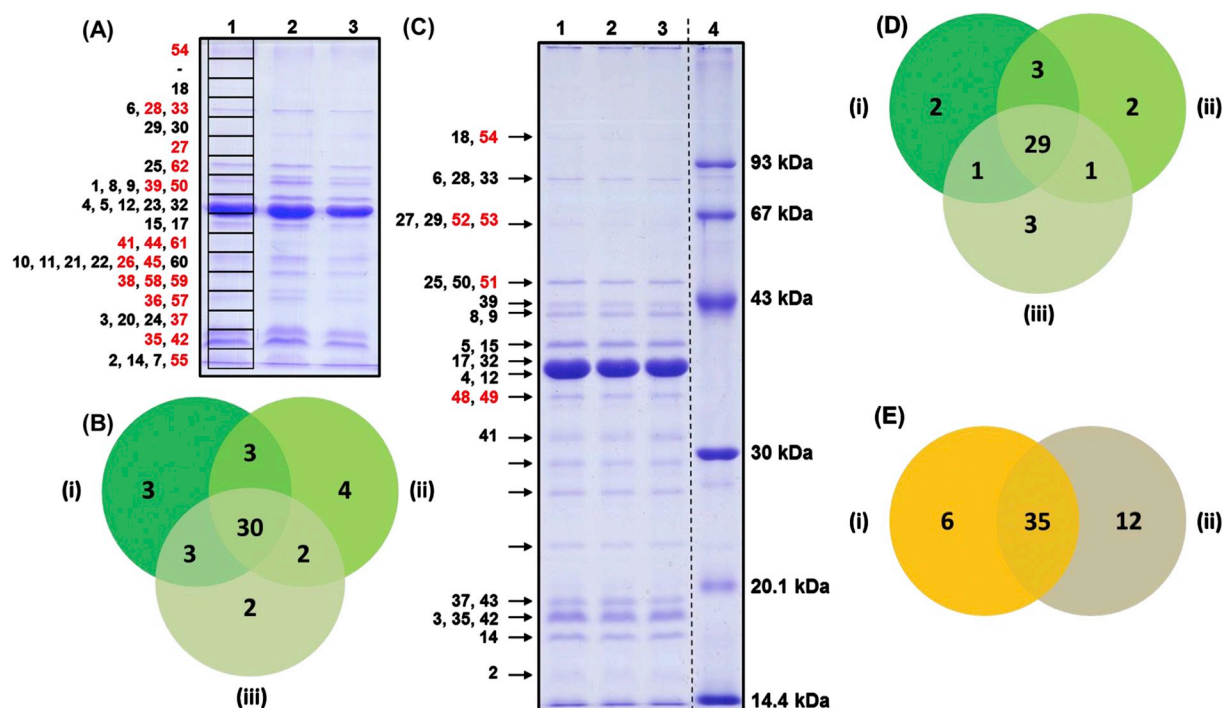 (A)
1 2 3
54
-
18
6, 28, 33
29, 30
27
25, 62
1, 8, 9, 39, 50
4, 5, 12, 23, 32
15, 17
41, 44, 61
10, 11, 21, 22, 26, 45, 60
38, 58, 59
36, 57
3, 20, 24, 37
35, 42
2, 14, 7, 55
(B)
(i)
(ii)
(iii)
3
3
4
30
3
2
2
(C)
1 2 3 4
18, 54
6, 28, 33
27, 29, 52, 53
25, 50, 51
39
8, 9
5, 15
17, 32
4, 12
48, 49
41
37, 43
3, 35, 42
14
2
93 kDa
67 kDa
43 kDa
30 kDa
20.1 kDa
14.4 kDa
(D)
(i)
(ii)
(iii)
3
2
2
29
1
1
3
(E)
(i)
6
35
12
(ii)